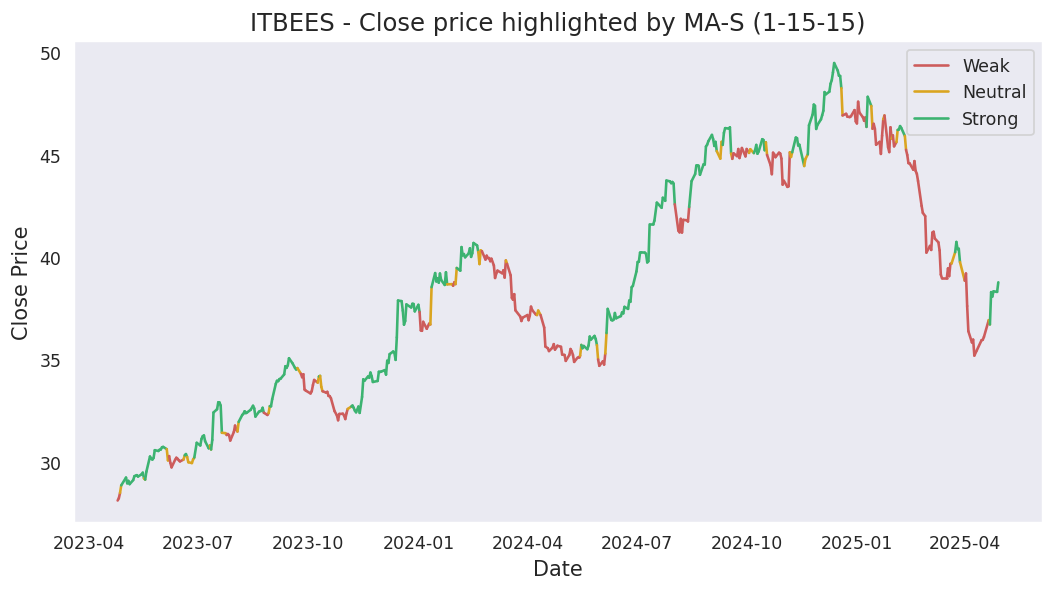 ITBEES - Close price highlighted by MA-S (1-15-15)
50
45
40
35
30
Close Price
Weak
Neutral
Strong
2023-04 2023-07 2023-10 2024-01 2024-04 2024-07 2024-10 2025-01 2025-04
Date